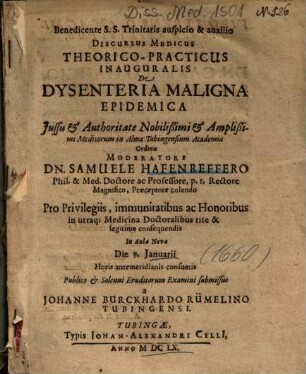 Diss. Med. 1501
N. 526
Benedicente S. S. Trinitatis auspicio & auxilio
DISCURSUS MEDICUS
THEORICO-PRACTICUS
INAUGURALIS
De
DYSENTERIA MALIGNA
EPIDEMICA
Jussu & Authoritate Nobilissimi & Amplissi-
mi Medicorum in Alma Tubingensium Academia
Ordinis
MODERATORE
DN. SAMUELE HAFENREFFERO
Phil. & Med. Doctore ac Professore, p. t. Rectore
Magnifico, Præceptore colendo
Pro Privilegiis, immunitatibus ac Honoribus
in utraq; Medicina Doctoralibus rite &
legitime consequendis
In Aula Nova
Die 9. Januarii
(1660)
Horis antemeridianis consuetis
Publico & Solenni Eruditorum Examini submissus
a
JOHANNE BURCKHARDO RÜMELINO
TUBINGENSI.
TUBINGÆ,
Typis JOHAN-ALEXANDRI CELLI,
ANNO M DC LX.